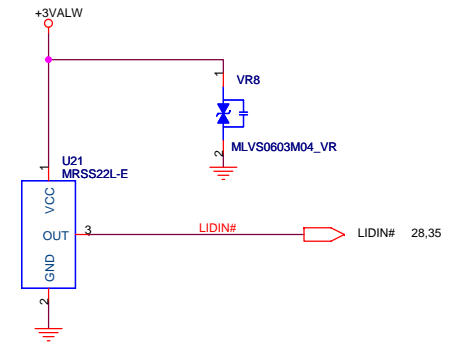 +3VALW
1
VR8
MLVS0603M04_VR
2
U21
MRSS22L-E
1
VCC
OUT
3
LIDIN#
LIDIN# 28,35
GND
2